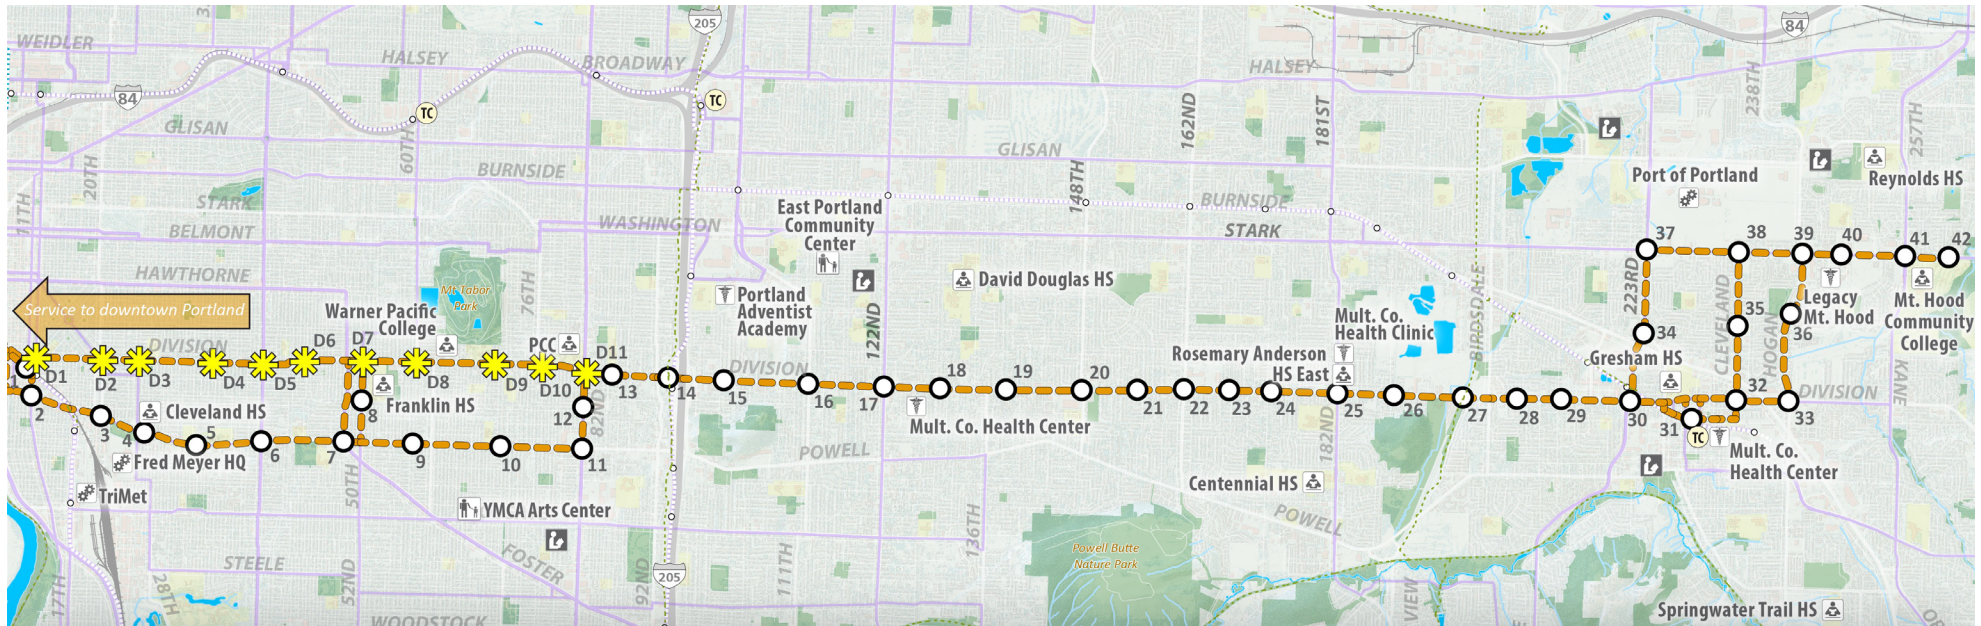 205
84
WEIDLER
HALSEY
BROADWAY
HALSEY
238TH
84
TC
TC
GLISAN
60TH
162ND
181ST
257TH
20TH
BURNSIDE
GLISAN
148TH
Port of Portland
Reynolds HS
11TH
STARK
WASHINGTON
East Portland
Community
Center
BURNSIDE
STARK
BELMONT
37
38
39
40
41
42
HAWTHORNE
76TH
Mt Tabor
Park
David Douglas HS
BIRDSDALE
223RD
CLEVELAND
HOGAN
Legacy
Mt. Hood
Mt. Hood
Community
College
Service to downtown Portland
Warner Pacific
College
Portland
Adventist
Academy
122ND
Mult. Co.
Health Clinic
34
35
36
DIVISION
D6
D7
PCC
D11
DIVISION
Rosemary Anderson
HS East
Gresham HS
D1
D2
D3
D4
D5
D8
D9
D10
13
14
15
16
17
18
19
20
21
22
23
24
25
26
27
28
29
30
31
32
33
DIVISION
KANE
1
2
3
4
5
6
7
8
9
10
11
12
82ND
Cleveland HS
Franklin HS
Mult. Co. Health Center
182ND
TC
Mult. Co.
Health Center
Fred Meyer HQ
POWELL
TriMet
50TH
Centennial HS
YMCA Arts Center
POWELL
136TH
STEELE
FOSTER
111TH
Powell Butte
Nature Park
17TH
28TH
52ND
92ND
205
VIEW
Springwater Trail HS
WOODSTOCK